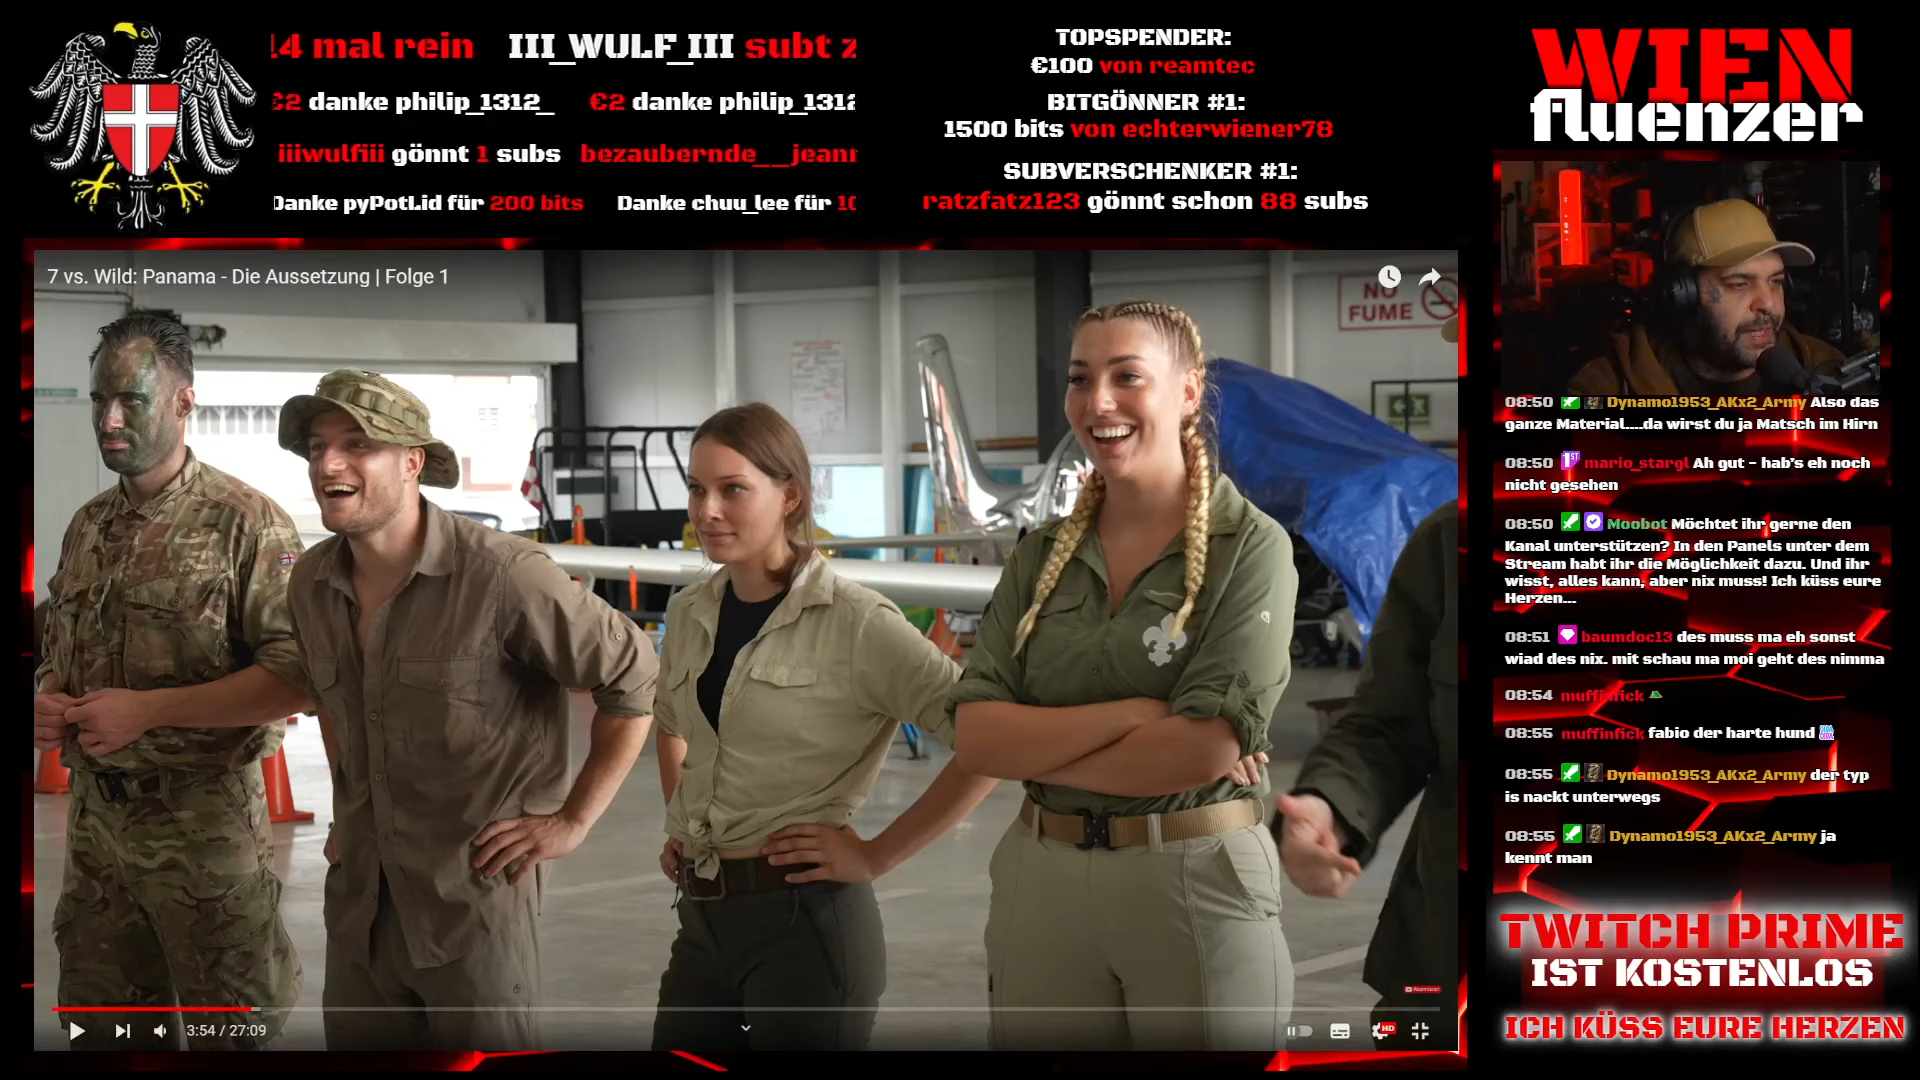 14 mal rein III_WULF_III subt z
€2 danke philip_1312_ €2 danke philip_1312
iiiwulfiii gönnt 1 subs bezaubernde__jeann
Danke pyPotLid für 200 bits Danke chuu_lee für 10
TOPSPENDER:
€100 von reamtec
BITGÖNNER #1:
1500 bits von echterwiener78
SUBVERSCHENKER #1:
ratzfatz123 gönnt schon 88 subs
WIEN
fluenzer
7 vs. Wild: Panama - Die Aussetzung | Folge 1
NO
FUME
3:54 / 27:09
HD
08:50 Dynamo1953_AKx2_Army Also das
ganze Material....da wirst du ja Matsch im Hirn
08:50 1ST mario_stargl Ah gut - hab's eh noch
nicht gesehen
08:50 Moobot Möchtet ihr gerne den
Kanal unterstützen? In den Panels unter dem
Stream habt ihr die Möglichkeit dazu. Und ihr
wisst, alles kann, aber nix muss! Ich küss eure
Herzen...
08:51 baumdoc13 des muss ma eh sonst
wiad des nix. mit schau ma moi geht des nimma
08:54 muffinfick
08:55 muffinfick fabio der harte hund
08:55 Dynamo1953_AKx2_Army der typ
is nackt unterwegs
08:55 Dynamo1953_AKx2_Army ja
kennt man
TWITCH PRIME
IST KOSTENLOS
ICH KÜSS EURE HERZEN